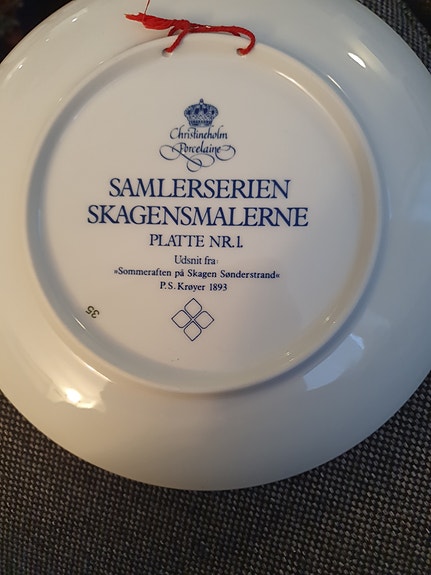 Christineholm
Porcelaine
SAMLERSERIEN
SKAGENSMALERNE
PLATTE NR.1.
Udsnit fra:
»Sommeraften på Skagen Sønderstrand«
P.S. Krøyer 1893
35